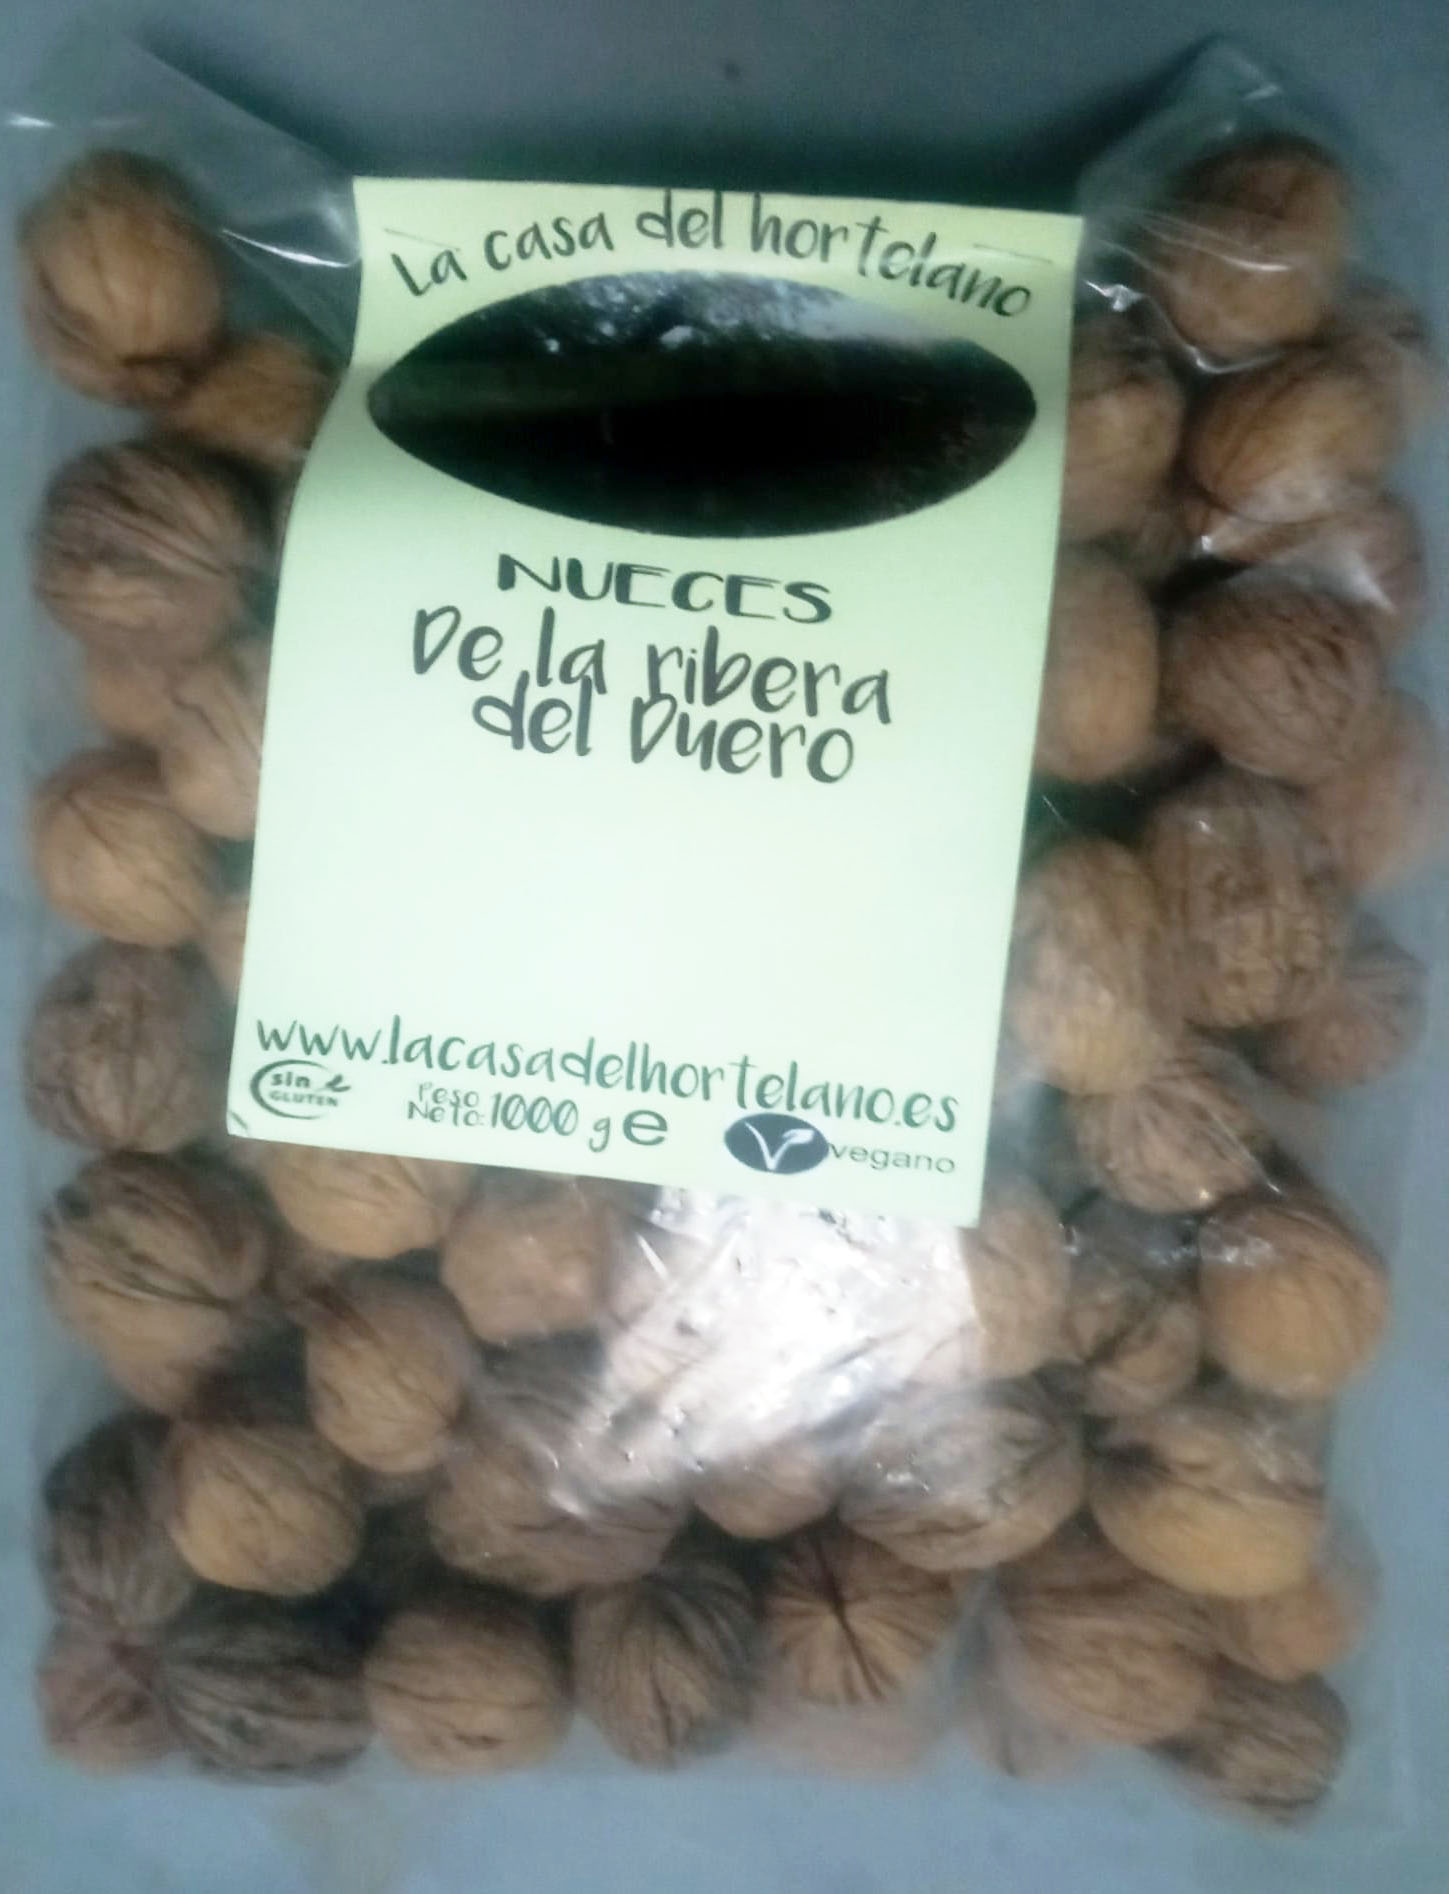 La casa del hortelano
NUECES
De la ribera
del Duero
www.lacasadelhortelano.es
sin
GLUTEN
Peso
Neto: 1000 g e
V vegano